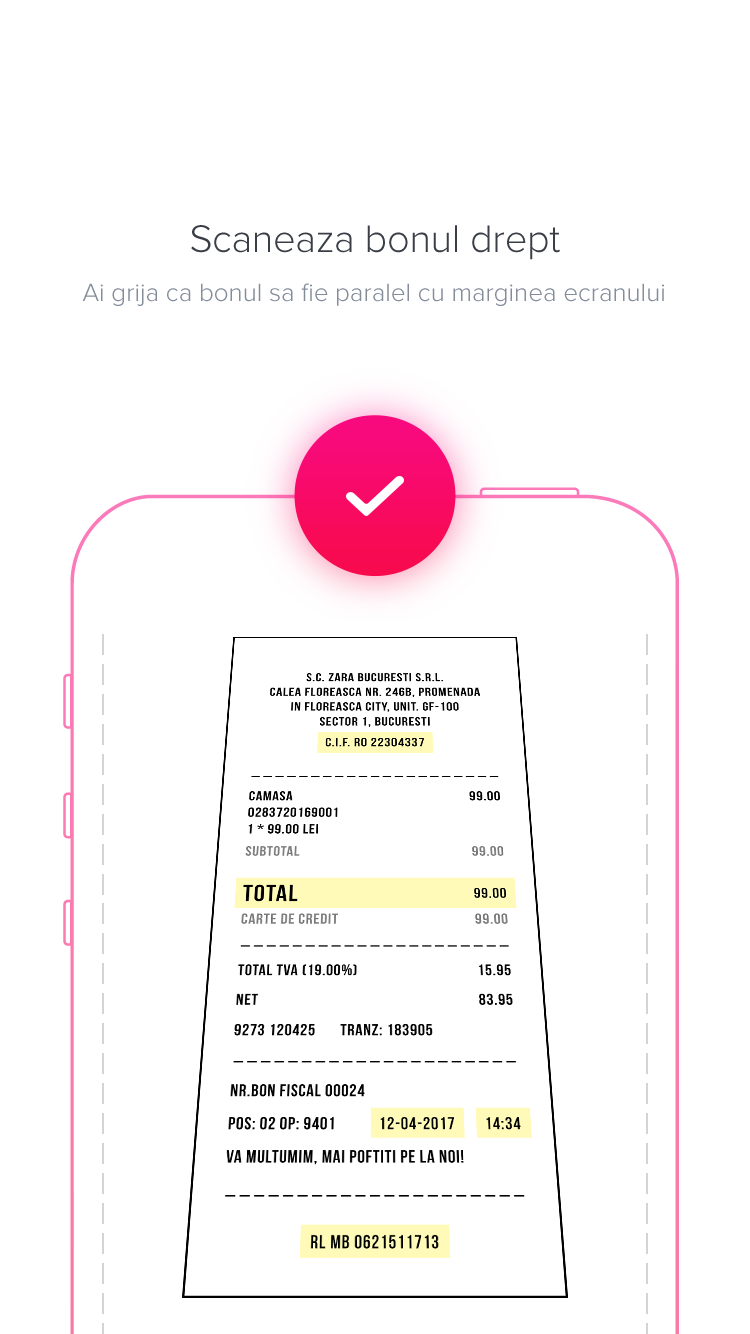 Scaneaza bonul drept
Ai grija ca bonul sa fie paralel cu marginea ecranului
S.C. ZARA BUCURESTI S.R.L.
CALEA FLOREASCA NR. 246B, PROMENADA
IN FLOREASCA CITY, UNIT. GF-100
SECTOR 1, BUCURESTI
C.I.F. RO 22304337
CAMASA 99.00
0283720169001
1 * 99.00 LEI
SUBTOTAL 99.00
TOTAL 99.00
CARTE DE CREDIT 99.00
TOTAL TVA (19.00%) 15.95
NET 83.95
9273 120425 TRANZ: 183905
NR.BON FISCAL 00024
POS: 02 OP: 9401 12-04-2017 14:34
VA MULTUMIM, MAI POFTITI PE LA NOI!
RL MB 0621511713